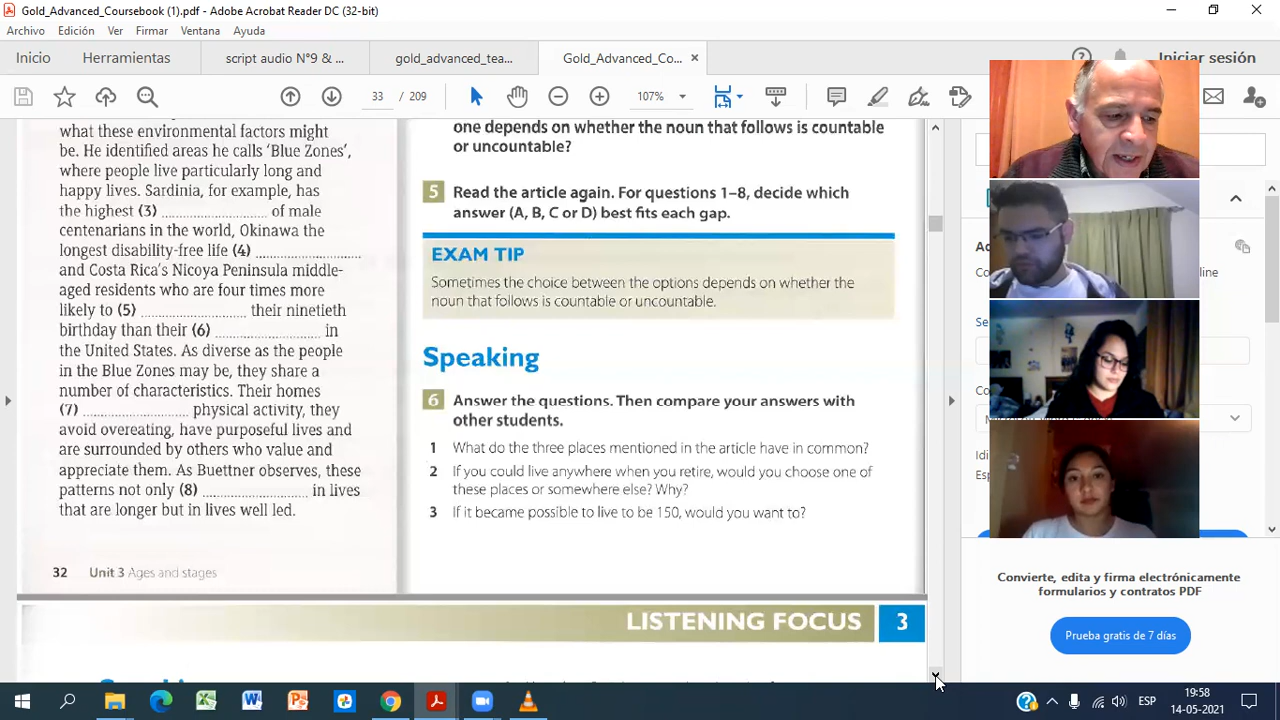 Gold_Advanced_Coursebook (1).pdf - Adobe Acrobat Reader DC (32-bit)
Archivo Edición Ver Firmar Ventana Ayuda
Inicio Herramientas script audio N°9 & ... gold_advanced_tea... Gold_Advanced_Co... × Iniciar sesión
33 / 209 107%
what these environmental factors might
be. He identified areas he calls 'Blue Zones',
where people live particularly long and
happy lives. Sardinia, for example, has
the highest (3) ........................ of male
centenarians in the world, Okinawa the
longest disability-free life (4) ........................
and Costa Rica's Nicoya Peninsula middle-
aged residents who are four times more
likely to (5) ........................ their ninetieth
birthday than their (6) ........................ in
the United States. As diverse as the people
in the Blue Zones may be, they share a
number of characteristics. Their homes
(7) ........................ physical activity, they
avoid overeating, have purposeful lives and
are surrounded by others who value and
appreciate them. As Buettner observes, these
patterns not only (8) ........................ in lives
that are longer but in lives well led.
32 Unit 3 Ages and stages
one depends on whether the noun that follows is countable
or uncountable?
5 Read the article again. For questions 1–8, decide which
answer (A, B, C or D) best fits each gap.
EXAM TIP
Sometimes the choice between the options depends on whether the
noun that follows is countable or uncountable.
Speaking
6 Answer the questions. Then compare your answers with
other students.
1 What do the three places mentioned in the article have in common?
2 If you could live anywhere when you retire, would you choose one of
these places or somewhere else? Why?
3 If it became possible to live to be 150, would you want to?
LISTENING FOCUS 3
Convierte, edita y firma electrónicamente
formularios y contratos PDF
Prueba gratis de 7 días
ESP
19:58
14-05-2021